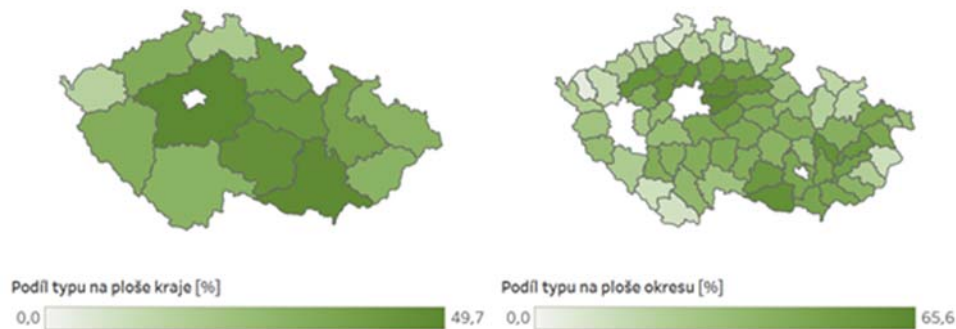 Podíl typu na ploše kraje [%]
0,0 49,7
Podíl typu na ploše okresu [%]
0,0 65,6